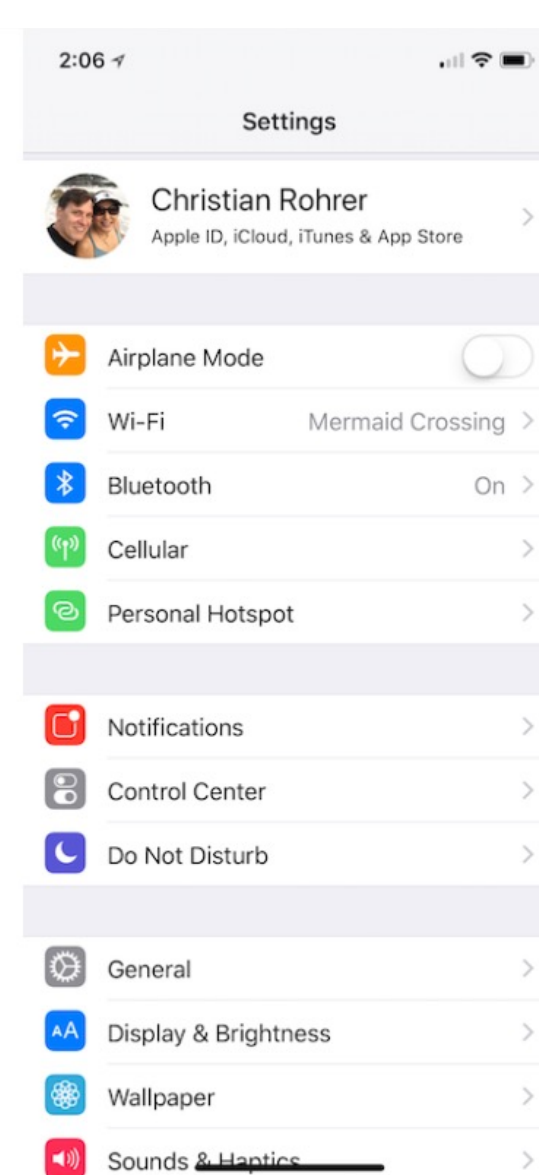 2:06
Settings
Christian Rohrer
Apple ID, iCloud, iTunes & App Store
Airplane Mode
Wi-Fi Mermaid Crossing
Bluetooth On
Cellular
Personal Hotspot
Notifications
Control Center
Do Not Disturb
General
AA Display & Brightness
Wallpaper
Sounds & Haptics